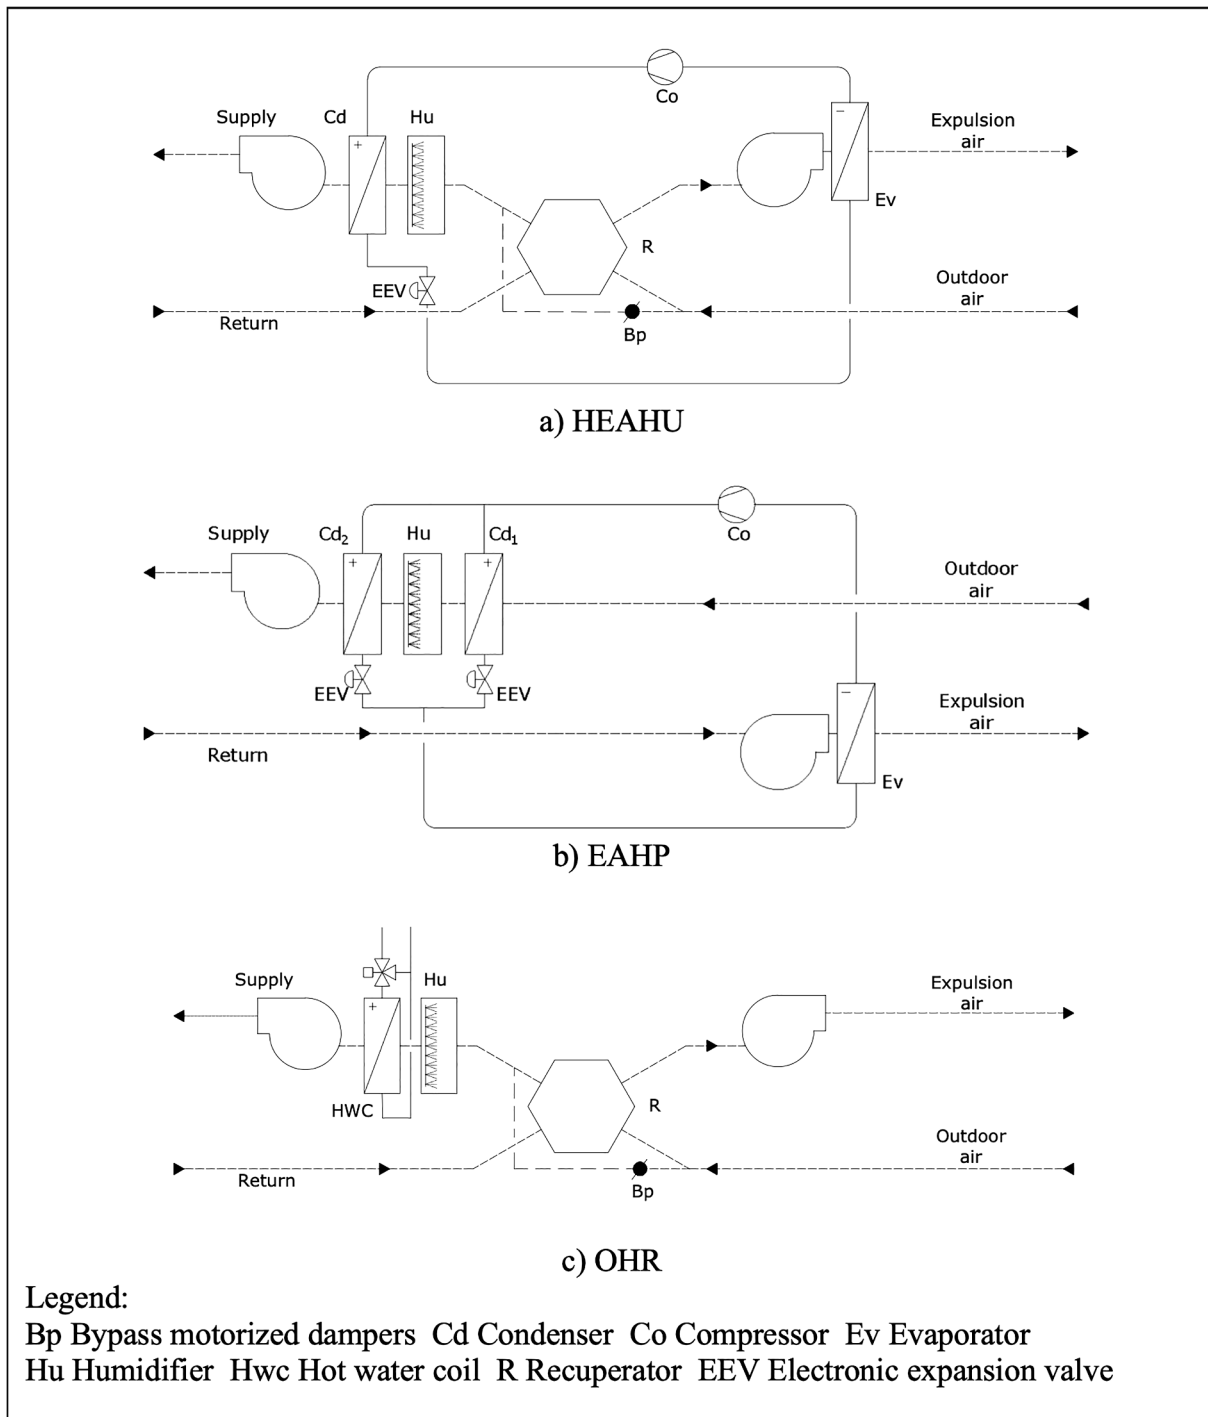 Co
Supply
Cd
Hu
Expulsion
air
+
−
Ev
R
EEV
Outdoor
air
Return
Bp
a) HEAHU
Supply
Cd2
Hu
Cd1
Co
+
+
Outdoor
air
EEV
EEV
−
Expulsion
air
Return
Ev
b) EAHP
Supply
Hu
Expulsion
air
+
HWC
R
Outdoor
air
Return
Bp
c) OHR
Legend:
Bp Bypass motorized dampers Cd Condenser Co Compressor Ev Evaporator
Hu Humidifier Hwc Hot water coil R Recuperator EEV Electronic expansion valve